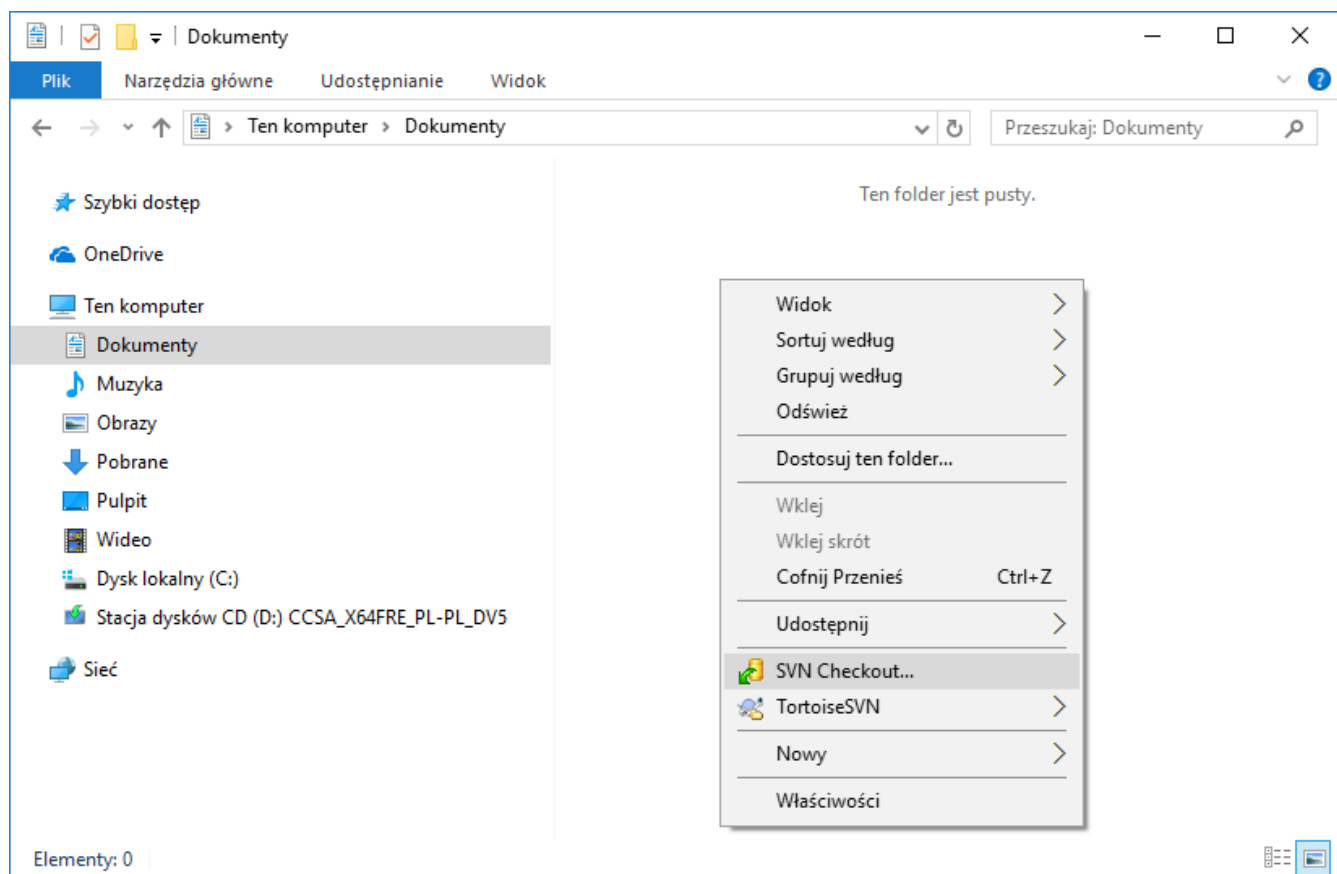 Dokumenty
Plik Narzędzia główne Udostępnianie Widok
Ten komputer > Dokumenty
Przeszukaj: Dokumenty
Szybki dostęp
OneDrive
Ten komputer
Dokumenty
Muzyka
Obrazy
Pobrane
Pulpit
Wideo
Dysk lokalny (C:)
Stacja dysków CD (D:) CCSA_X64FRE_PL-PL_DV5
Sieć
Ten folder jest pusty.
Widok
Sortuj według
Grupuj według
Odśwież
Dostosuj ten folder...
Wklej
Wklej skrót
Cofnij Przenieś Ctrl+Z
Udostępnij
SVN Checkout...
TortoiseSVN
Nowy
Właściwości
Elementy: 0